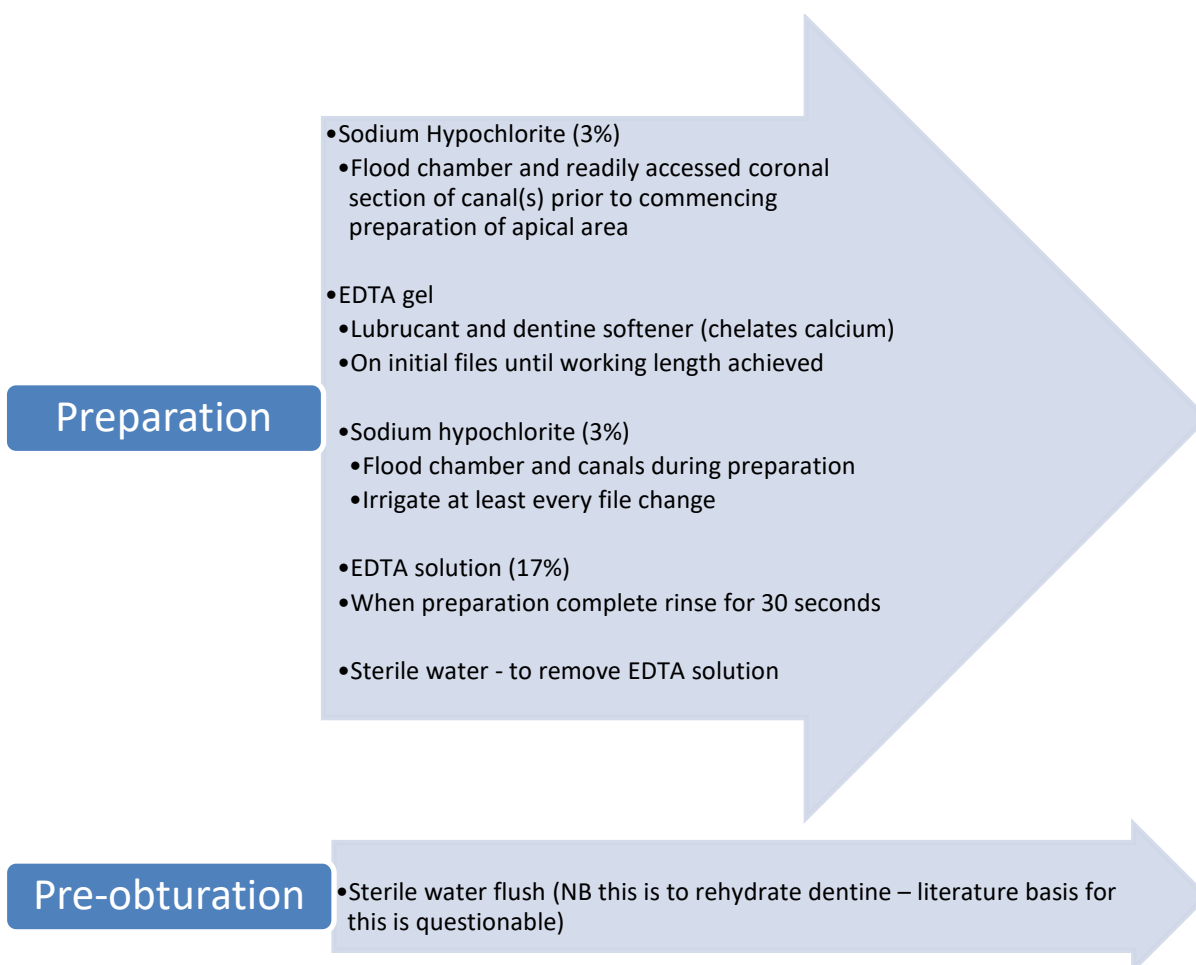 Preparation
•Sodium Hypochlorite (3%)
•Flood chamber and readily accessed coronal
section of canal(s) prior to commencing
preparation of apical area
•EDTA gel
•Lubrucant and dentine softener (chelates calcium)
•On initial files until working length achieved
•Sodium hypochlorite (3%)
•Flood chamber and canals during preparation
•Irrigate at least every file change
•EDTA solution (17%)
•When preparation complete rinse for 30 seconds
•Sterile water - to remove EDTA solution
Pre-obturation
•Sterile water flush (NB this is to rehydrate dentine – literature basis for
this is questionable)